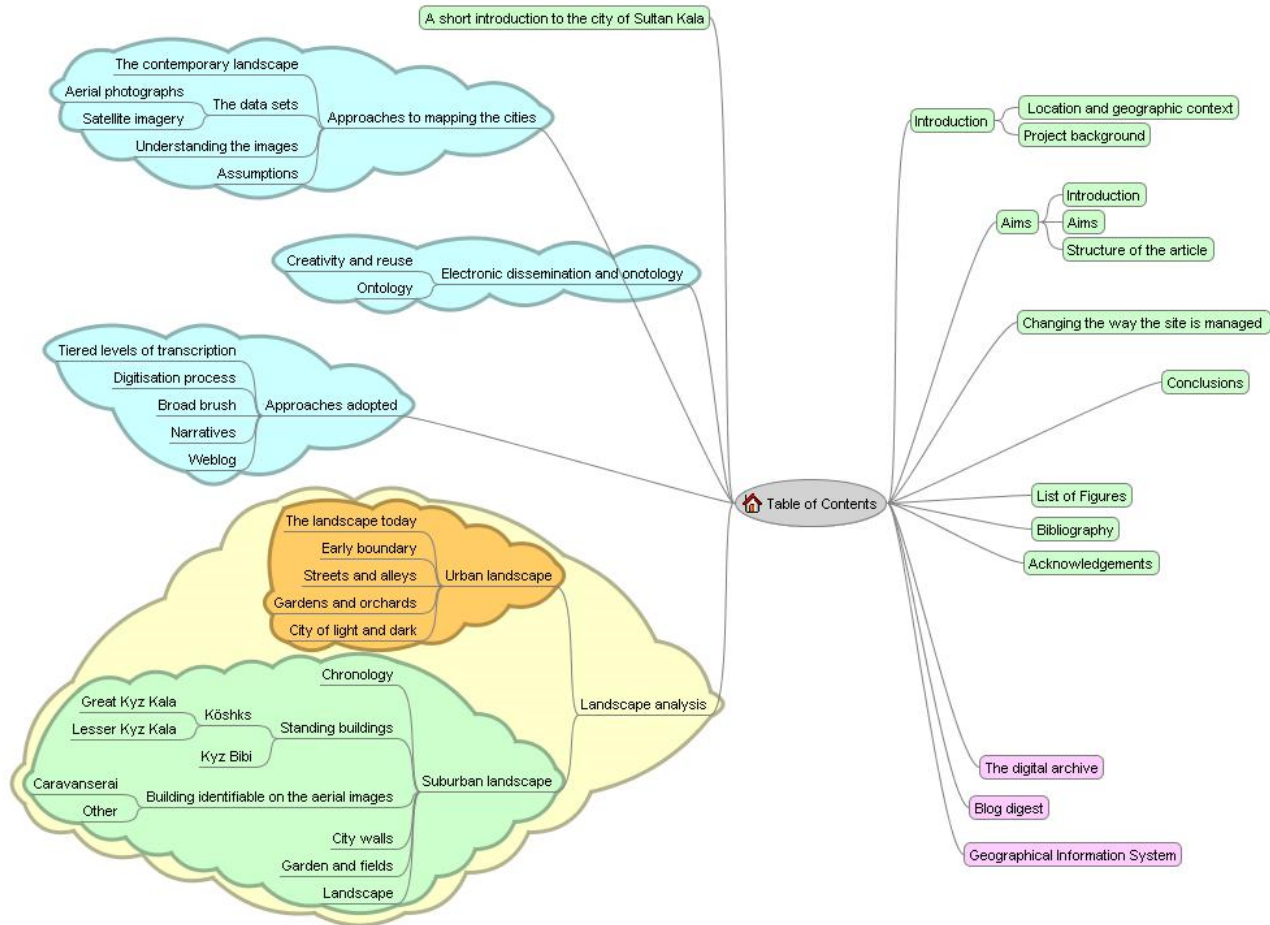 A short introduction to the city of Sultan Kala
The contemporary landscape
Aerial photographs
The data sets
Satellite imagery
Approaches to mapping the cities
Understanding the images
Assumptions
Creativity and reuse
Electronic dissemination and onotology
Ontology
Tiered levels of transcription
Digitisation process
Broad brush
Approaches adopted
Narratives
Weblog
The landscape today
Early boundary
Streets and alleys
Urban landscape
Gardens and orchards
City of light and dark
Landscape analysis
Chronology
Great Kyz Kala
Köshks
Lesser Kyz Kala
Standing buildings
Kyz Bibi
Suburban landscape
Caravanserai
Building identifiable on the aerial images
Other
City walls
Garden and fields
Landscape
Table of Contents
Introduction
Location and geographic context
Project background
Aims
Introduction
Aims
Structure of the article
Changing the way the site is managed
Conclusions
List of Figures
Bibliography
Acknowledgements
The digital archive
Blog digest
Geographical Information System